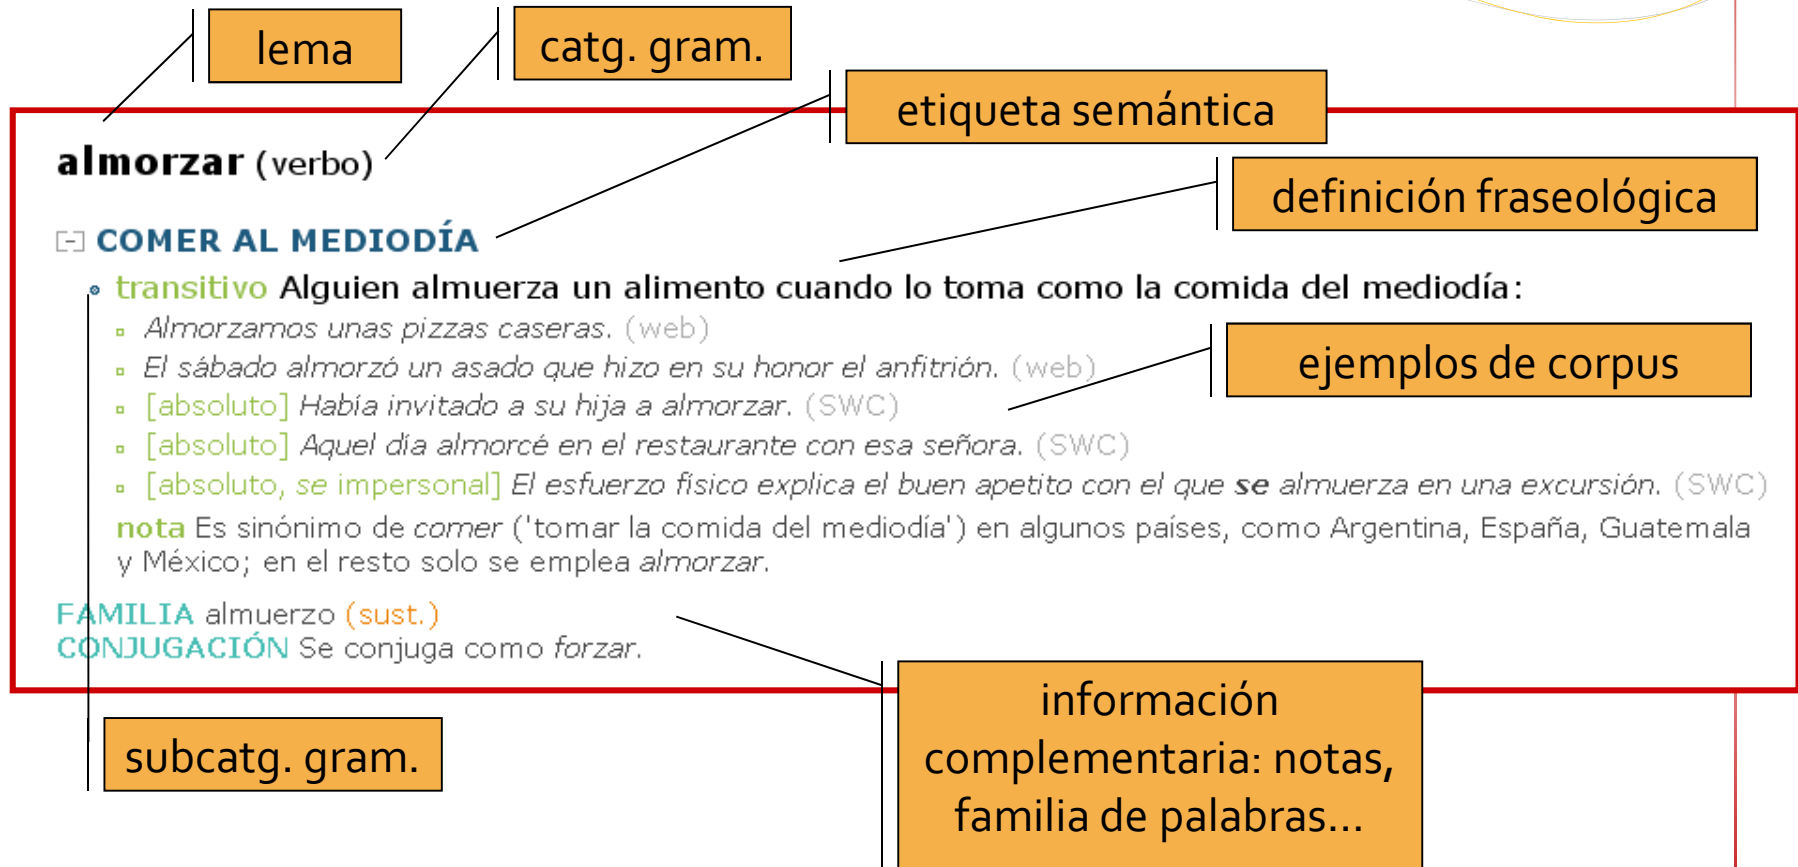 lema
catg. gram.
etiqueta semántica
almorzar (verbo)
definición fraseológica
COMER AL MEDIODÍA
transitivo Alguien almuerza un alimento cuando lo toma como la comida del mediodía:
Almorzamos unas pizzas caseras. (web)
El sábado almorzó un asado que hizo en su honor el anfitrión. (web)
ejemplos de corpus
[absoluto] Había invitado a su hija a almorzar. (SWC)
[absoluto] Aquel día almorcé en el restaurante con esa señora. (SWC)
[absoluto, se impersonal] El esfuerzo físico explica el buen apetito con el que se almuerza en una excursión. (SWC)
nota Es sinónimo de comer ('tomar la comida del mediodía') en algunos países, como Argentina, España, Guatemala
y México; en el resto solo se emplea almorzar.
FAMILIA almuerzo (sust.)
CONJUGACIÓN Se conjuga como forzar.
subcatg. gram.
información
complementaria: notas,
familia de palabras...